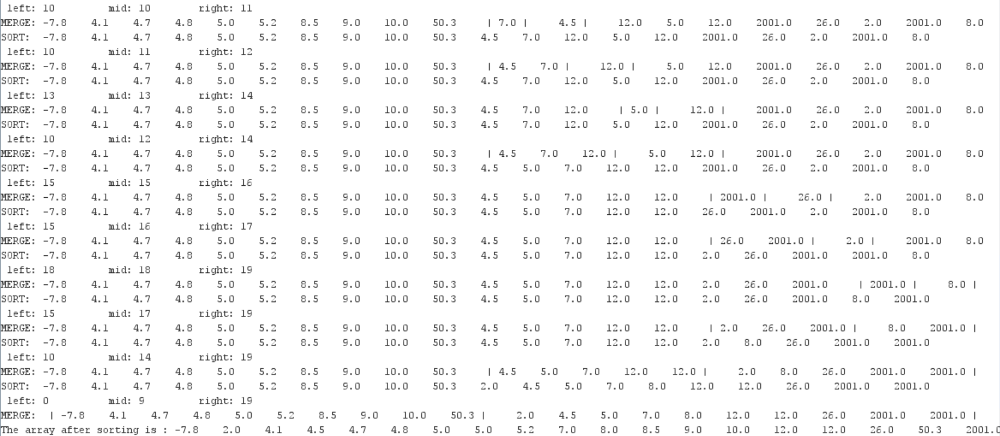 left: 10 mid: 10 right: 11
MERGE: -7.8 4.1 4.7 4.8 5.0 5.2 8.5 9.0 10.0 50.3 | 7.0 | 4.5 | 12.0 5.0 12.0 2001.0 26.0 2.0 2001.0 8.0
SORT: -7.8 4.1 4.7 4.8 5.0 5.2 8.5 9.0 10.0 50.3 4.5 7.0 12.0 5.0 12.0 2001.0 26.0 2.0 2001.0 8.0
left: 10 mid: 11 right: 12
MERGE: -7.8 4.1 4.7 4.8 5.0 5.2 8.5 9.0 10.0 50.3 | 4.5 7.0 | 12.0 | 5.0 12.0 2001.0 26.0 2.0 2001.0 8.0
SORT: -7.8 4.1 4.7 4.8 5.0 5.2 8.5 9.0 10.0 50.3 4.5 7.0 12.0 5.0 12.0 2001.0 26.0 2.0 2001.0 8.0
left: 13 mid: 13 right: 14
MERGE: -7.8 4.1 4.7 4.8 5.0 5.2 8.5 9.0 10.0 50.3 4.5 7.0 12.0 | 5.0 | 12.0 | 2001.0 26.0 2.0 2001.0 8.0
SORT: -7.8 4.1 4.7 4.8 5.0 5.2 8.5 9.0 10.0 50.3 4.5 7.0 12.0 5.0 12.0 2001.0 26.0 2.0 2001.0 8.0
left: 10 mid: 12 right: 14
MERGE: -7.8 4.1 4.7 4.8 5.0 5.2 8.5 9.0 10.0 50.3 | 4.5 7.0 12.0 | 5.0 12.0 | 2001.0 26.0 2.0 2001.0 8.0
SORT: -7.8 4.1 4.7 4.8 5.0 5.2 8.5 9.0 10.0 50.3 4.5 5.0 7.0 12.0 12.0 2001.0 26.0 2.0 2001.0 8.0
left: 15 mid: 15 right: 16
MERGE: -7.8 4.1 4.7 4.8 5.0 5.2 8.5 9.0 10.0 50.3 4.5 5.0 7.0 12.0 12.0 | 2001.0 | 26.0 | 2.0 2001.0 8.0
SORT: -7.8 4.1 4.7 4.8 5.0 5.2 8.5 9.0 10.0 50.3 4.5 5.0 7.0 12.0 12.0 26.0 2001.0 2.0 2001.0 8.0
left: 15 mid: 16 right: 17
MERGE: -7.8 4.1 4.7 4.8 5.0 5.2 8.5 9.0 10.0 50.3 4.5 5.0 7.0 12.0 12.0 | 26.0 2001.0 | 2.0 | 2001.0 8.0
SORT: -7.8 4.1 4.7 4.8 5.0 5.2 8.5 9.0 10.0 50.3 4.5 5.0 7.0 12.0 12.0 2.0 26.0 2001.0 2001.0 8.0
left: 18 mid: 18 right: 19
MERGE: -7.8 4.1 4.7 4.8 5.0 5.2 8.5 9.0 10.0 50.3 4.5 5.0 7.0 12.0 12.0 2.0 26.0 2001.0 | 2001.0 | 8.0 |
SORT: -7.8 4.1 4.7 4.8 5.0 5.2 8.5 9.0 10.0 50.3 4.5 5.0 7.0 12.0 12.0 2.0 26.0 2001.0 8.0 2001.0
left: 15 mid: 17 right: 19
MERGE: -7.8 4.1 4.7 4.8 5.0 5.2 8.5 9.0 10.0 50.3 4.5 5.0 7.0 12.0 12.0 | 2.0 26.0 2001.0 | 8.0 2001.0 |
SORT: -7.8 4.1 4.7 4.8 5.0 5.2 8.5 9.0 10.0 50.3 4.5 5.0 7.0 12.0 12.0 2.0 8.0 26.0 2001.0 2001.0
left: 10 mid: 14 right: 19
MERGE: -7.8 4.1 4.7 4.8 5.0 5.2 8.5 9.0 10.0 50.3 | 4.5 5.0 7.0 12.0 12.0 | 2.0 8.0 26.0 2001.0 2001.0 |
SORT: -7.8 4.1 4.7 4.8 5.0 5.2 8.5 9.0 10.0 50.3 2.0 4.5 5.0 7.0 8.0 12.0 12.0 26.0 2001.0 2001.0
left: 0 mid: 9 right: 19
MERGE: | -7.8 4.1 4.7 4.8 5.0 5.2 8.5 9.0 10.0 50.3 | 2.0 4.5 5.0 7.0 8.0 12.0 12.0 26.0 2001.0 2001.0 |
The array after sorting is : -7.8 2.0 4.1 4.5 4.7 4.8 5.0 5.0 5.2 7.0 8.0 8.5 9.0 10.0 12.0 12.0 26.0 50.3 2001.0